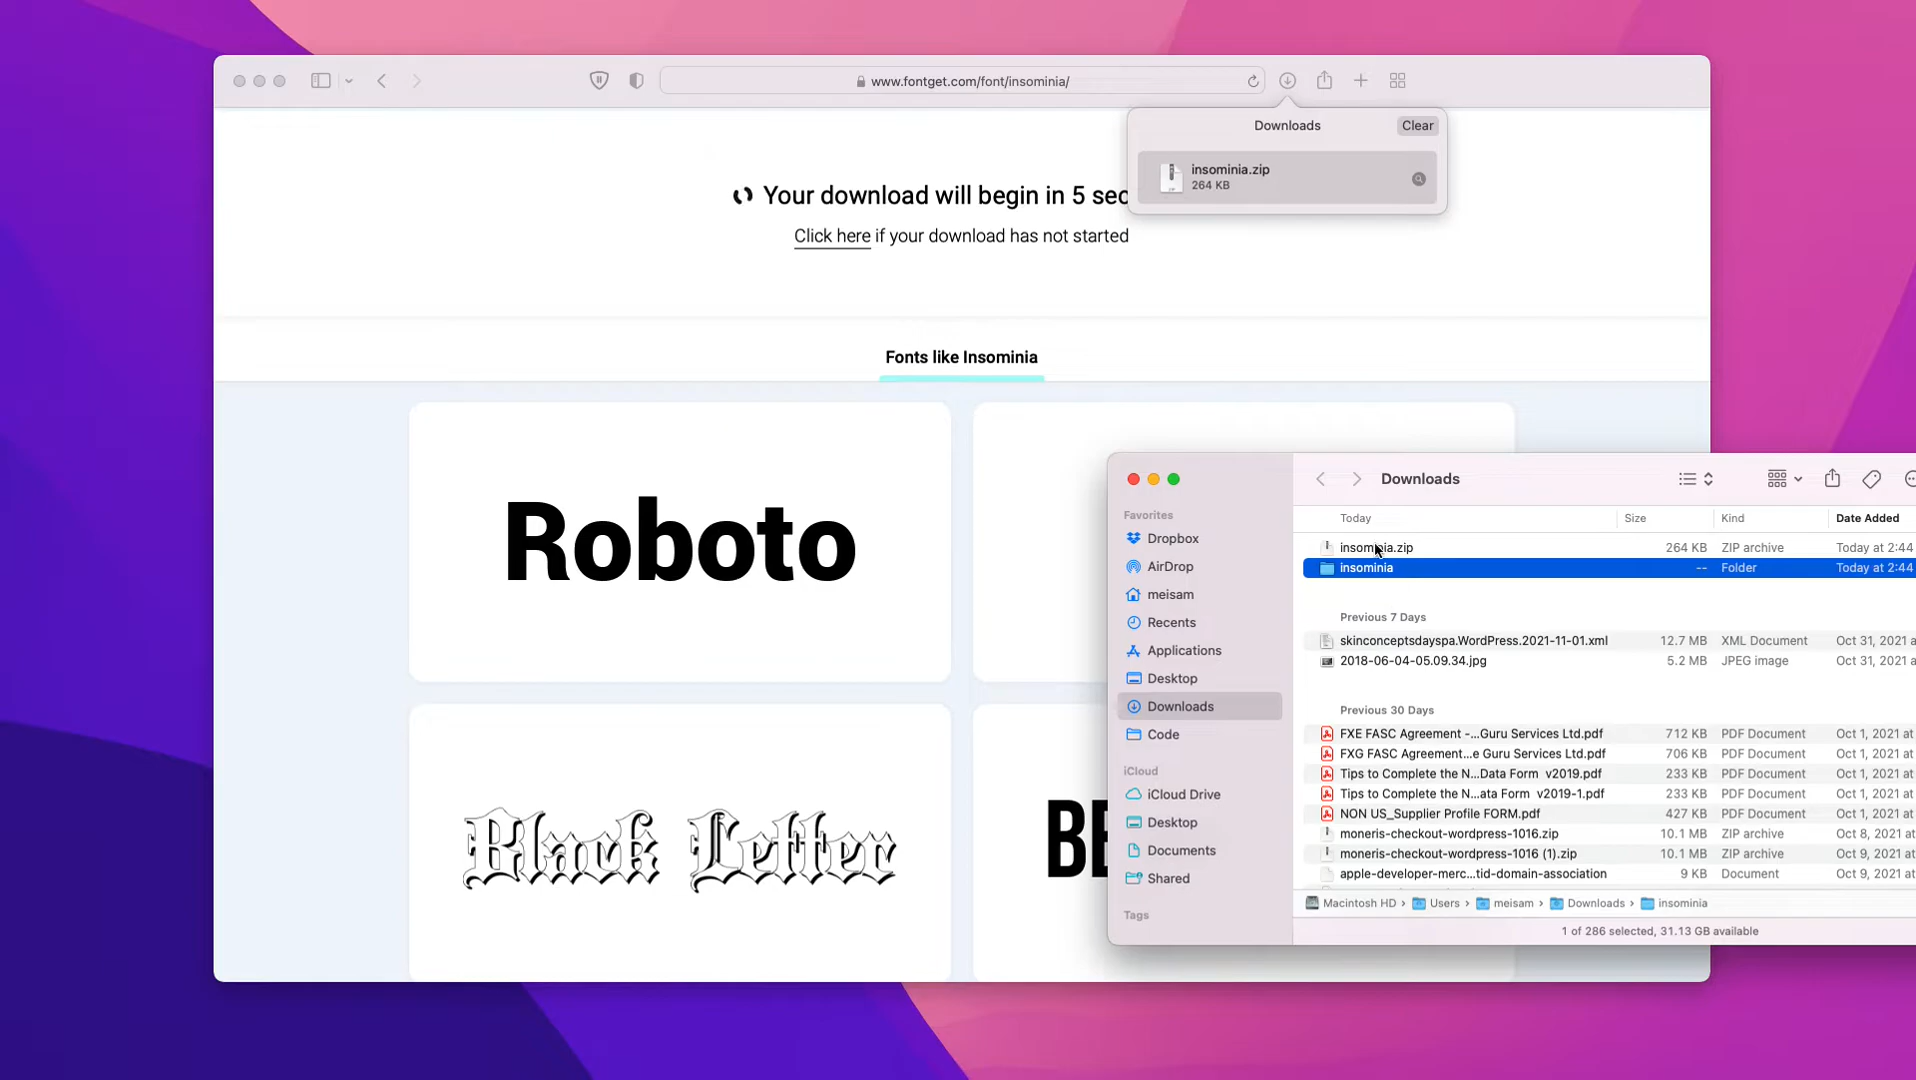 www.fontget.com/font/insominia/
Downloads
Clear
insominia.zip
264 KB
Your download will begin in 5 sec
Click here if your download has not started
Fonts like Insominia
Roboto
Black Letter
BE
Downloads
Favorites
Dropbox
AirDrop
meisam
Recents
Applications
Desktop
Downloads
Code
iCloud
iCloud Drive
Desktop
Documents
Shared
Tags
Today Size Kind Date Added
insominia.zip 264 KB ZIP archive Today at 2:44
insominia -- Folder Today at 2:44
Previous 7 Days
skinconceptsdayspa.WordPress.2021-11-01.xml 12.7 MB XML Document Oct 31, 2021 a
2018-06-04-05.09.34.jpg 5.2 MB JPEG image Oct 31, 2021 a
Previous 30 Days
FXE FASC Agreement -...Guru Services Ltd.pdf 712 KB PDF Document Oct 1, 2021 at
FXG FASC Agreement...e Guru Services Ltd.pdf 706 KB PDF Document Oct 1, 2021 at
Tips to Complete the N...Data Form v2019.pdf 233 KB PDF Document Oct 1, 2021 at
Tips to Complete the N...ata Form v2019-1.pdf 233 KB PDF Document Oct 1, 2021 at
NON US_Supplier Profile FORM.pdf 427 KB PDF Document Oct 1, 2021 at
moneris-checkout-wordpress-1016.zip 10.1 MB ZIP archive Oct 8, 2021 at
moneris-checkout-wordpress-1016 (1).zip 10.1 MB ZIP archive Oct 9, 2021 at
apple-developer-merc...tid-domain-association 9 KB Document Oct 9, 2021 at
Macintosh HD › Users › meisam › Downloads › insominia
1 of 286 selected, 31.13 GB available